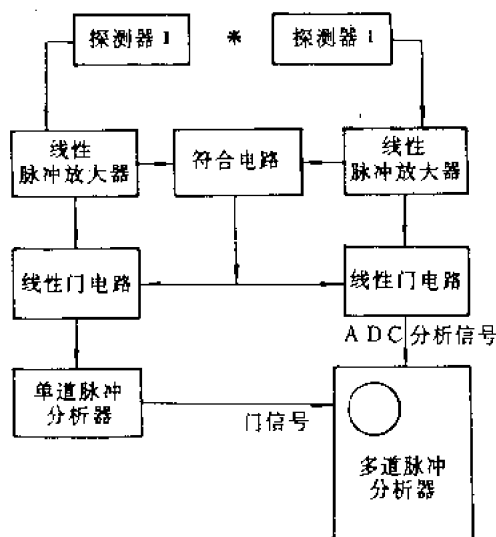 探测器 1
*
探测器 1
线性
脉冲放大器
符合电路
线性
脉冲放大器
线性门电路
线性门电路
ADC分析信号
单道脉冲
分析器
门信号
多道脉冲
分析器